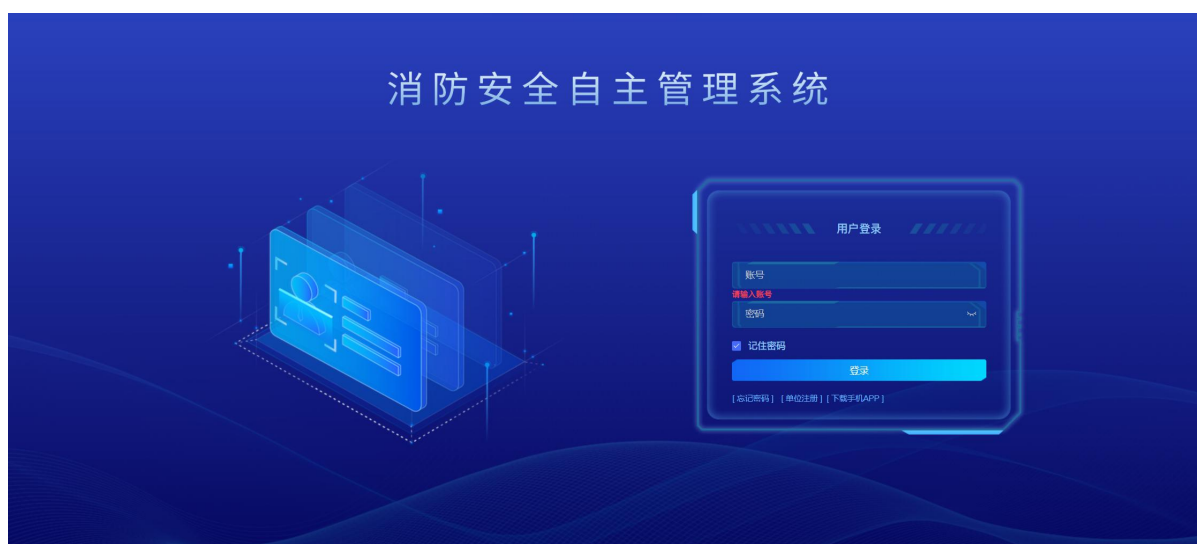 消防安全自主管理系统
用户登录
账号
请输入账号
密码
记住密码
登录
[ 忘记密码 ] [ 单位注册 ] [ 下载手机APP ]